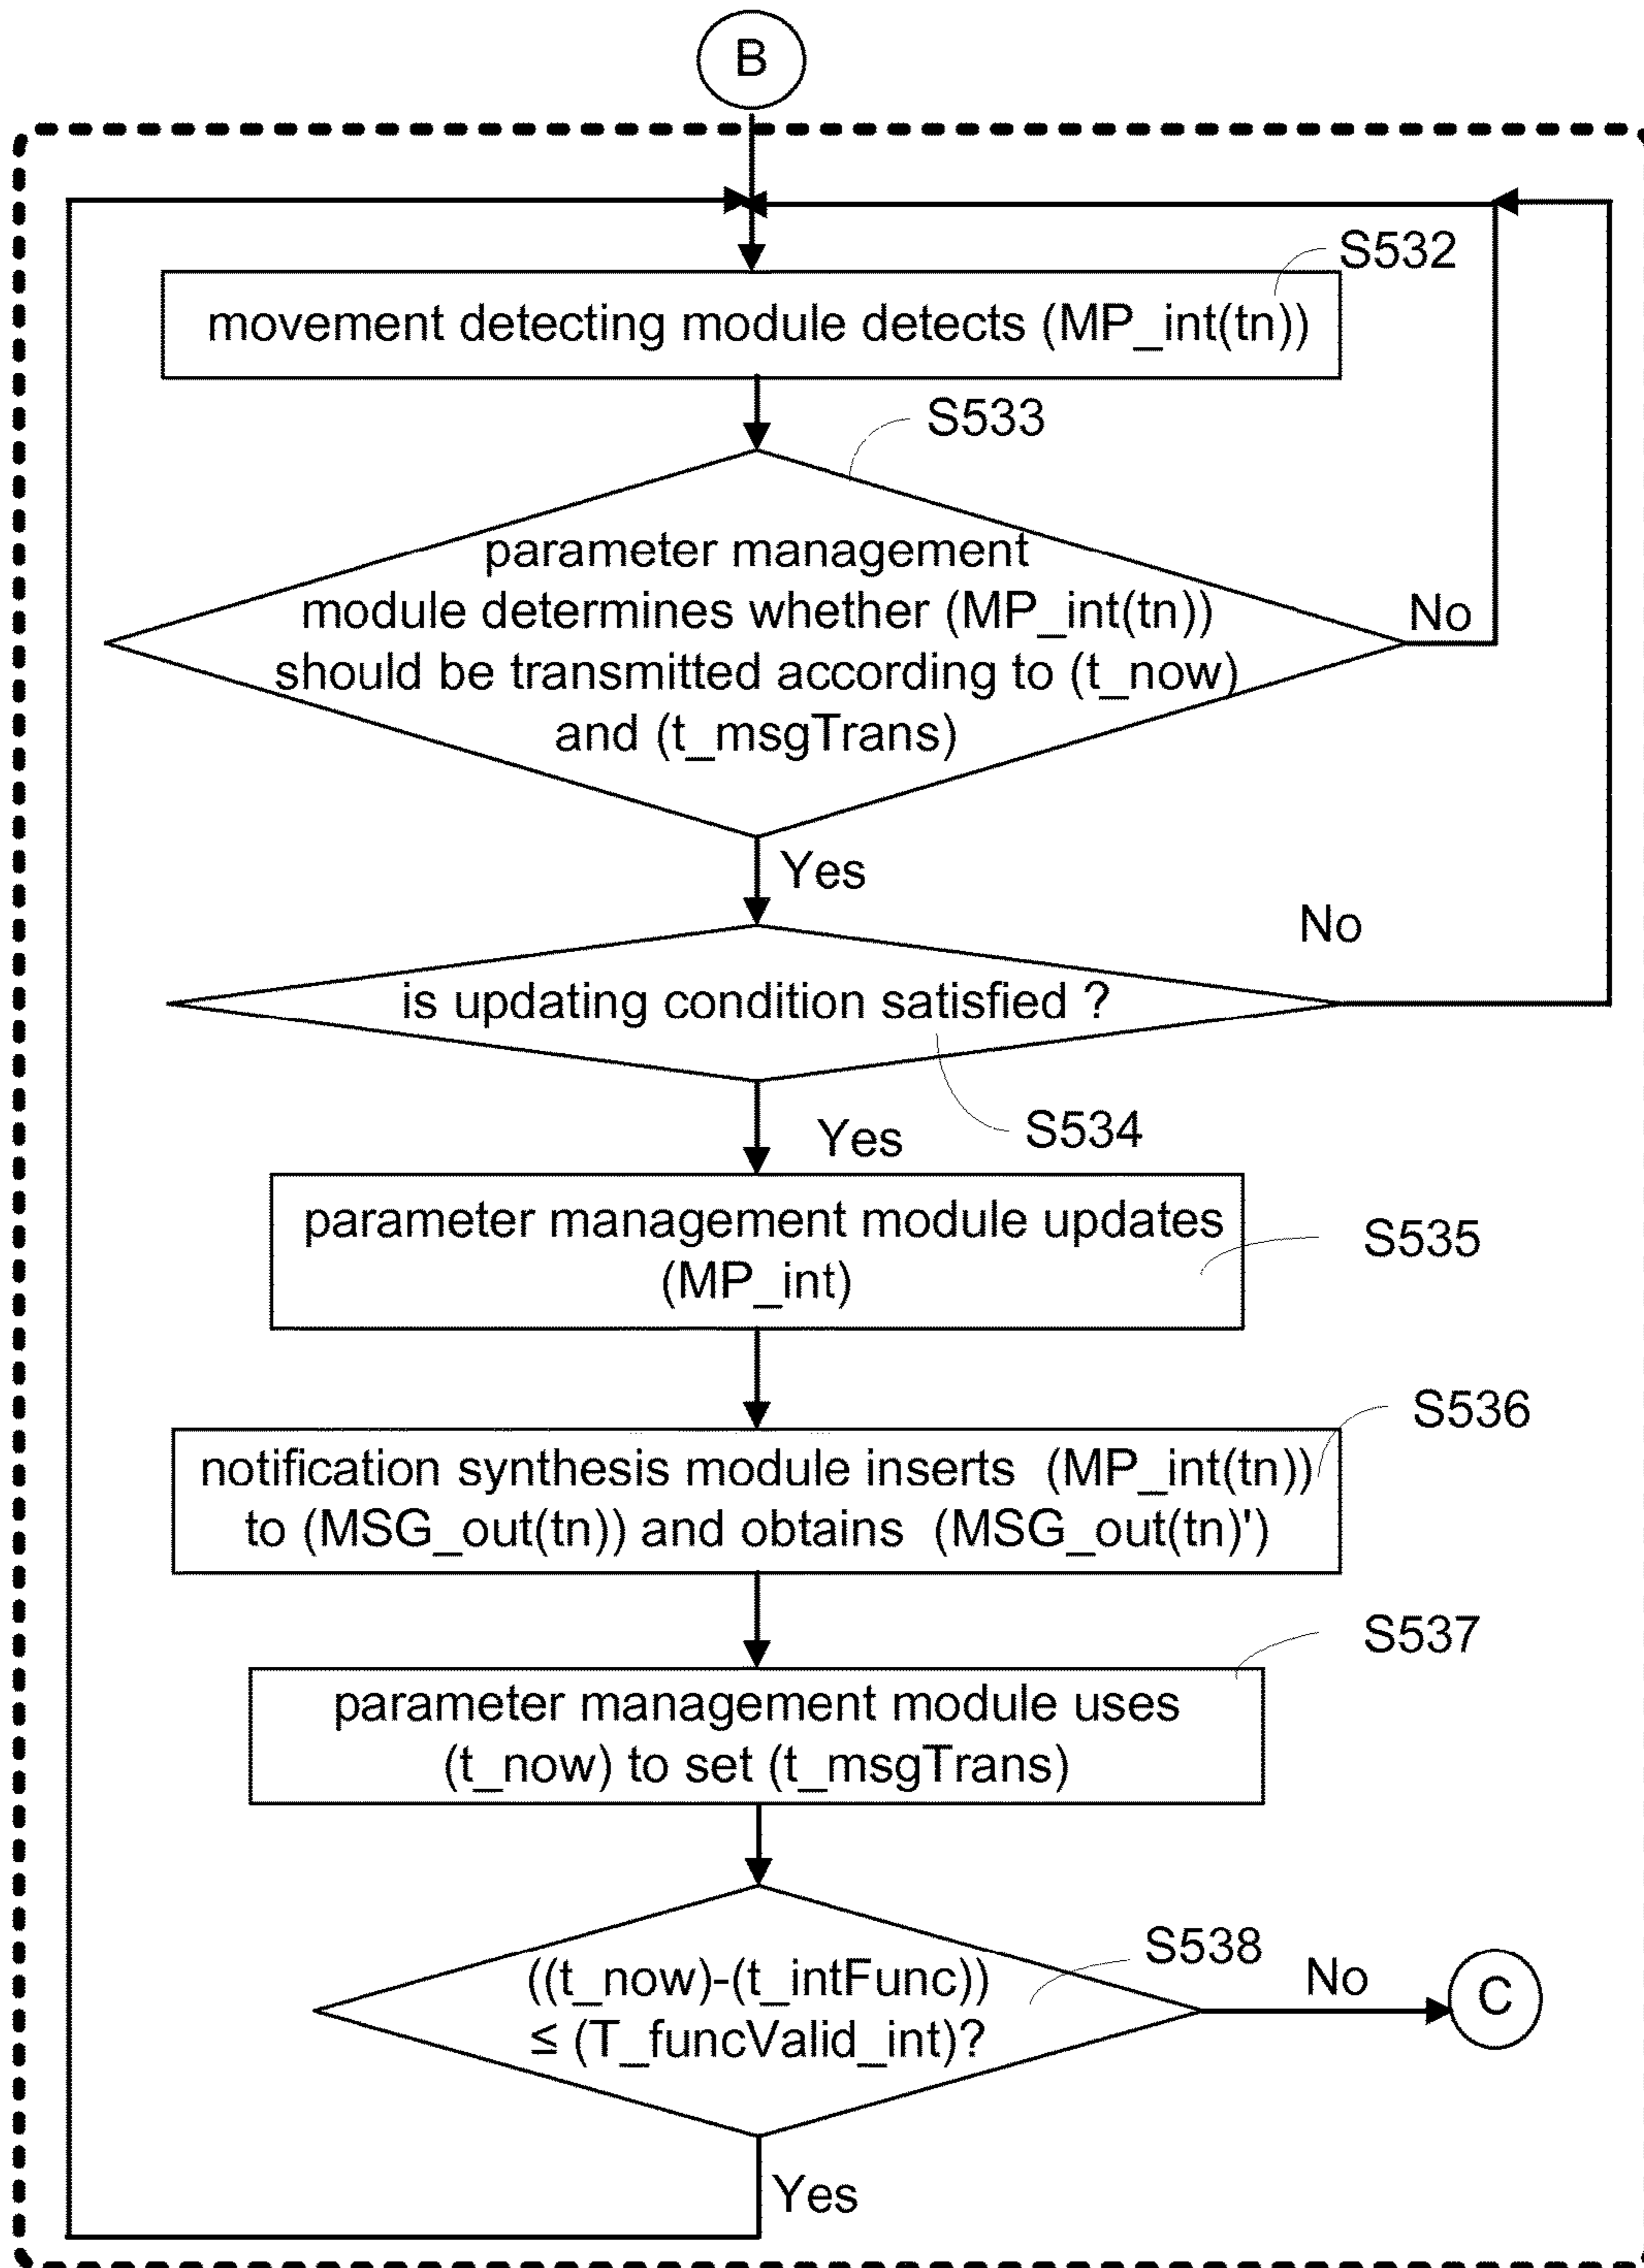 B
S532
movement detecting module detects (MP_int(tn))
S533
parameter management
module determines whether (MP_int(tn))
should be transmitted according to (t_now)
and (t_msgTrans)
No
Yes
No
is updating condition satisfied ?
Yes
S534
parameter management module updates
(MP_int)
S535
S536
notification synthesis module inserts (MP_int(tn))
to (MSG_out(tn)) and obtains (MSG_out(tn)')
S537
parameter management module uses
(t_now) to set (t_msgTrans)
S538
((t_now)-(t_intFunc))
≤ (T_funcValid_int)?
No
C
Yes